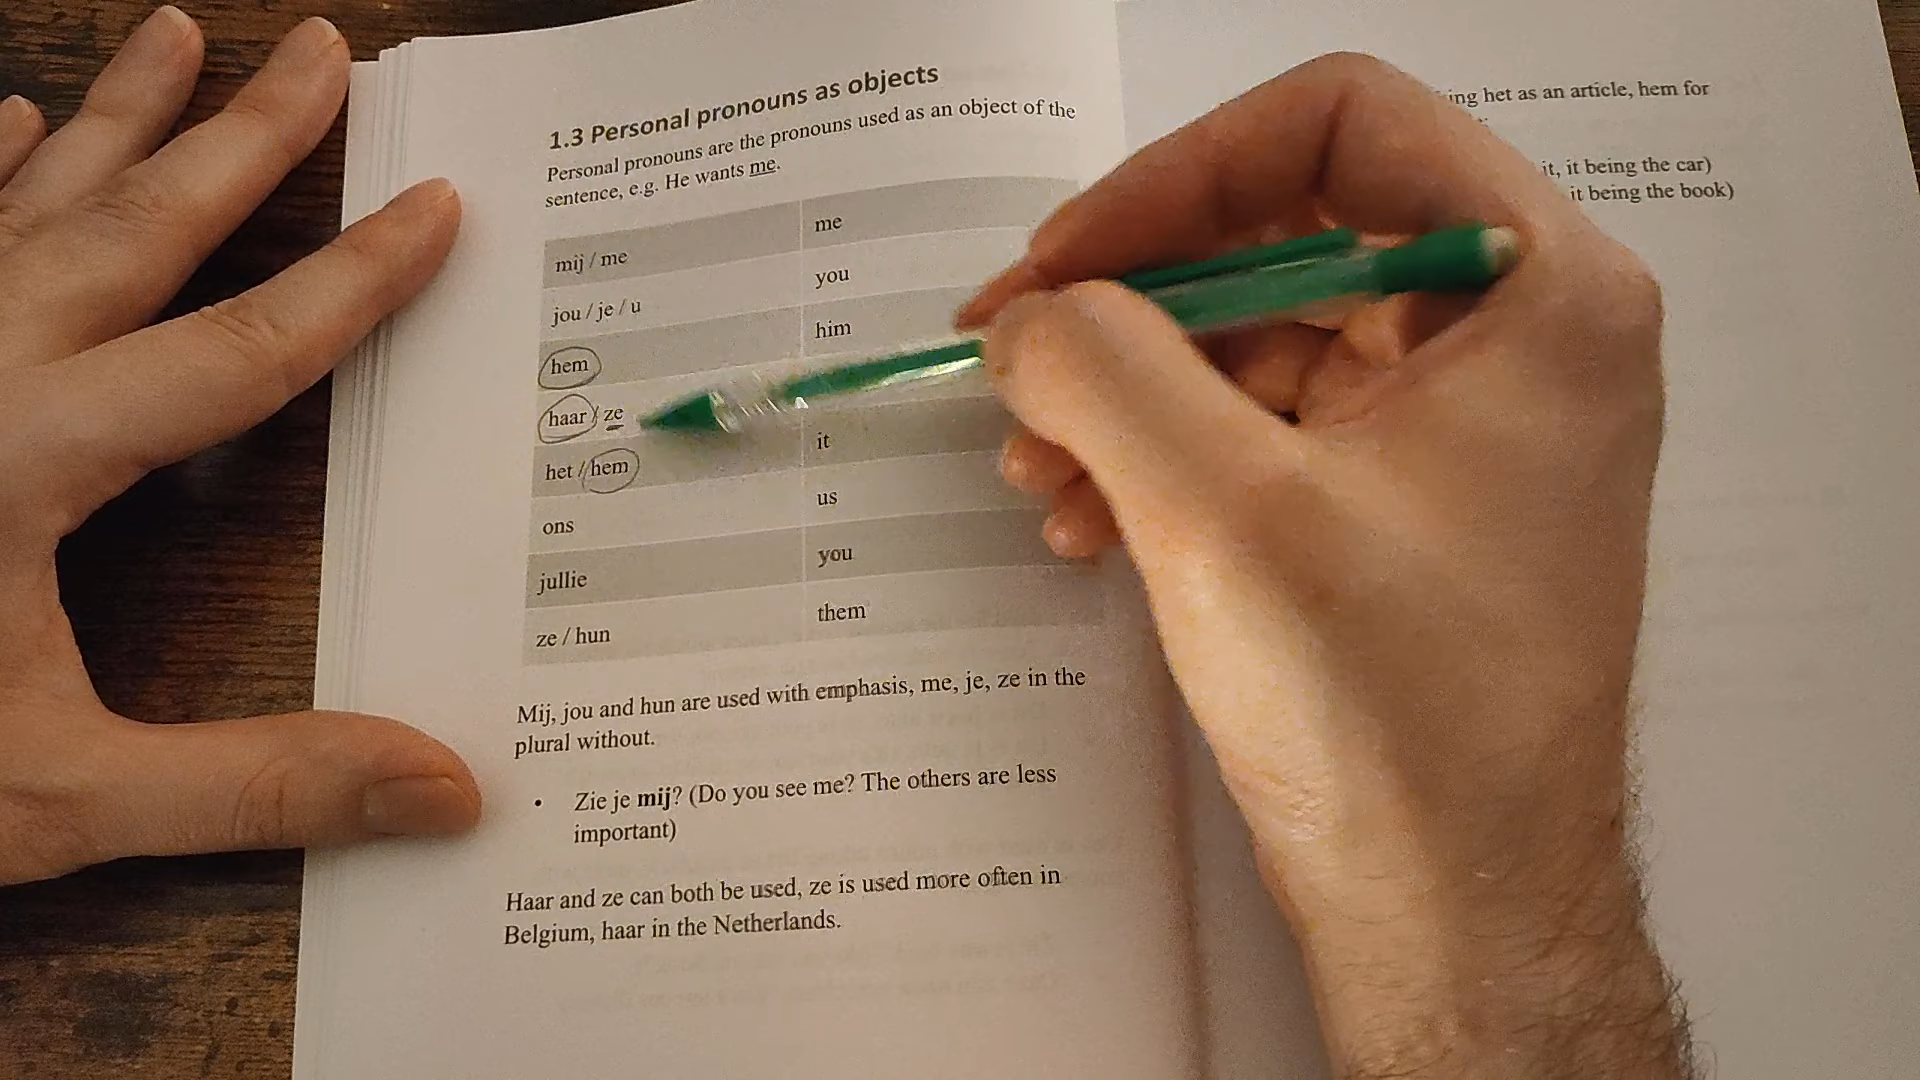 1.3 Personal pronouns as objects
Personal pronouns are the pronouns used as an object of the
sentence, e.g. He wants me.
mij / me
me
jou / je / u
you
hem
him
haar / ze
het / hem
it
ons
us
jullie
you
ze / hun
them
Mij, jou and hun are used with emphasis, me, je, ze in the
plural without.
• Zie je mij? (Do you see me? The others are less
important)
Haar and ze can both be used, ze is used more often in
Belgium, haar in the Netherlands.
het as an article, hem for
it, it being the car)
it being the book)